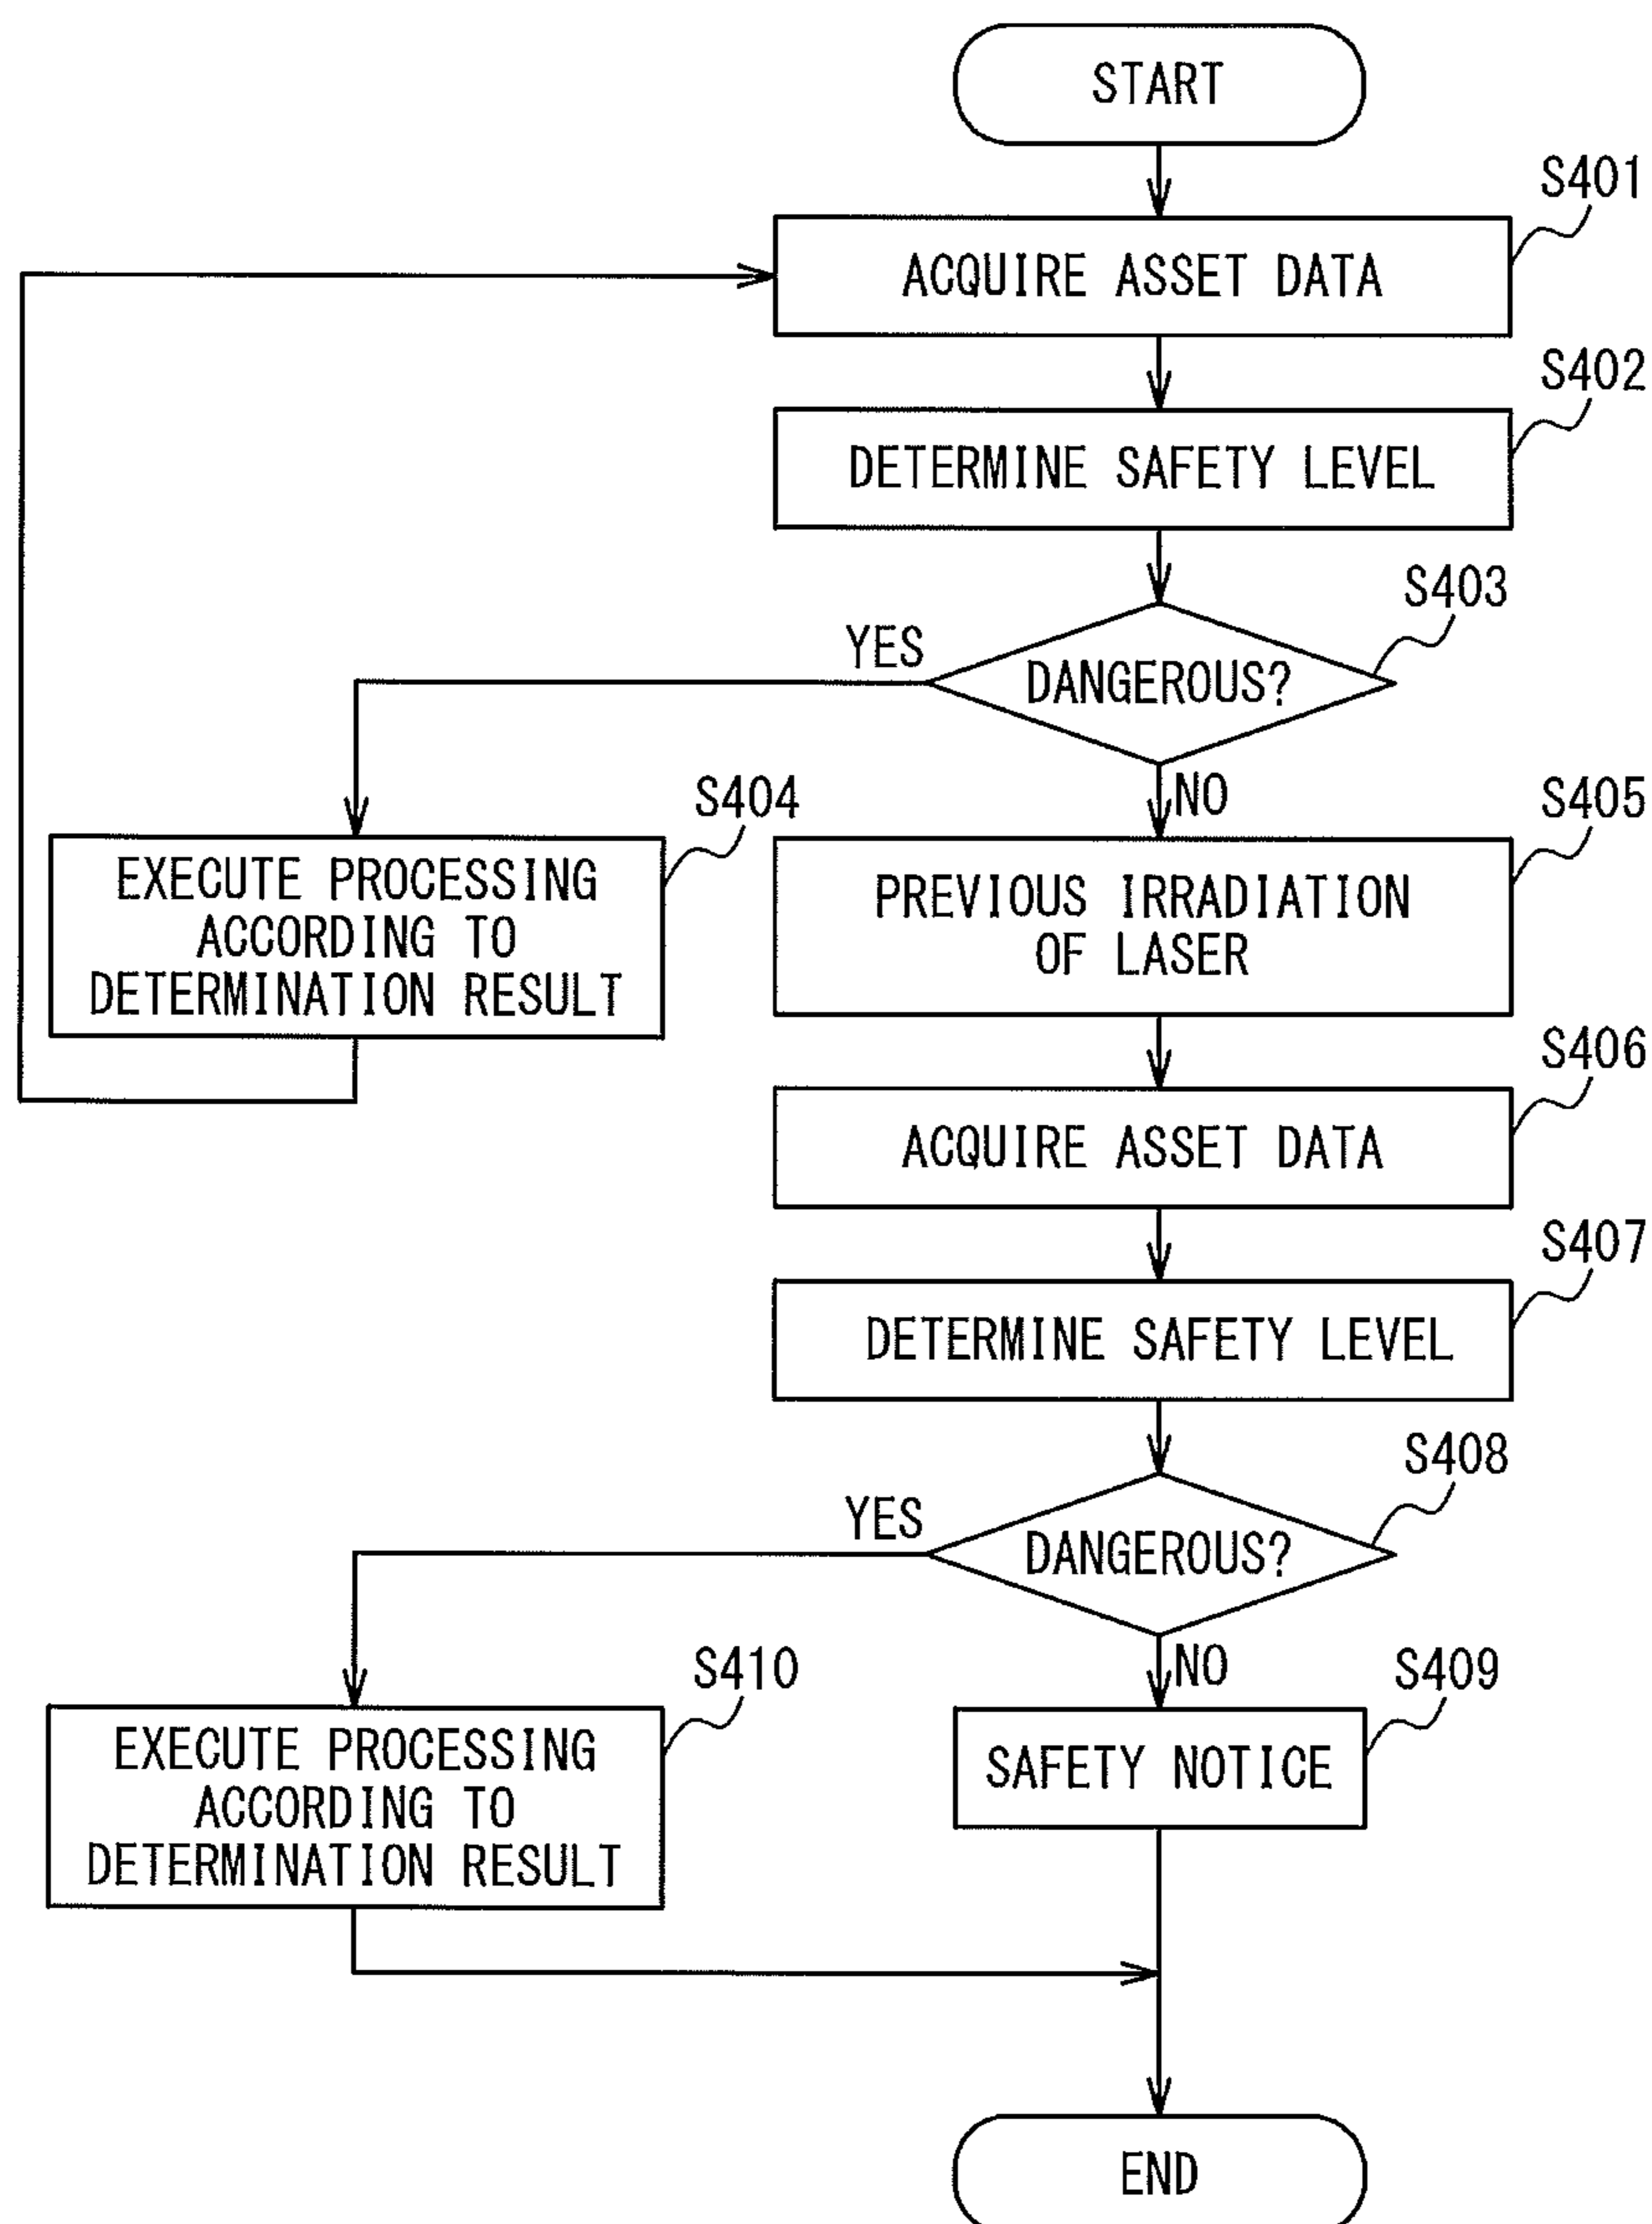 START
S401
ACQUIRE ASSET DATA
S402
DETERMINE SAFETY LEVEL
S403
YES
DANGEROUS?
NO
S404
EXECUTE PROCESSING
ACCORDING TO
DETERMINATION RESULT
S405
PREVIOUS IRRADIATION
OF LASER
S406
ACQUIRE ASSET DATA
S407
DETERMINE SAFETY LEVEL
S408
YES
DANGEROUS?
NO
S410
EXECUTE PROCESSING
ACCORDING TO
DETERMINATION RESULT
S409
SAFETY NOTICE
END